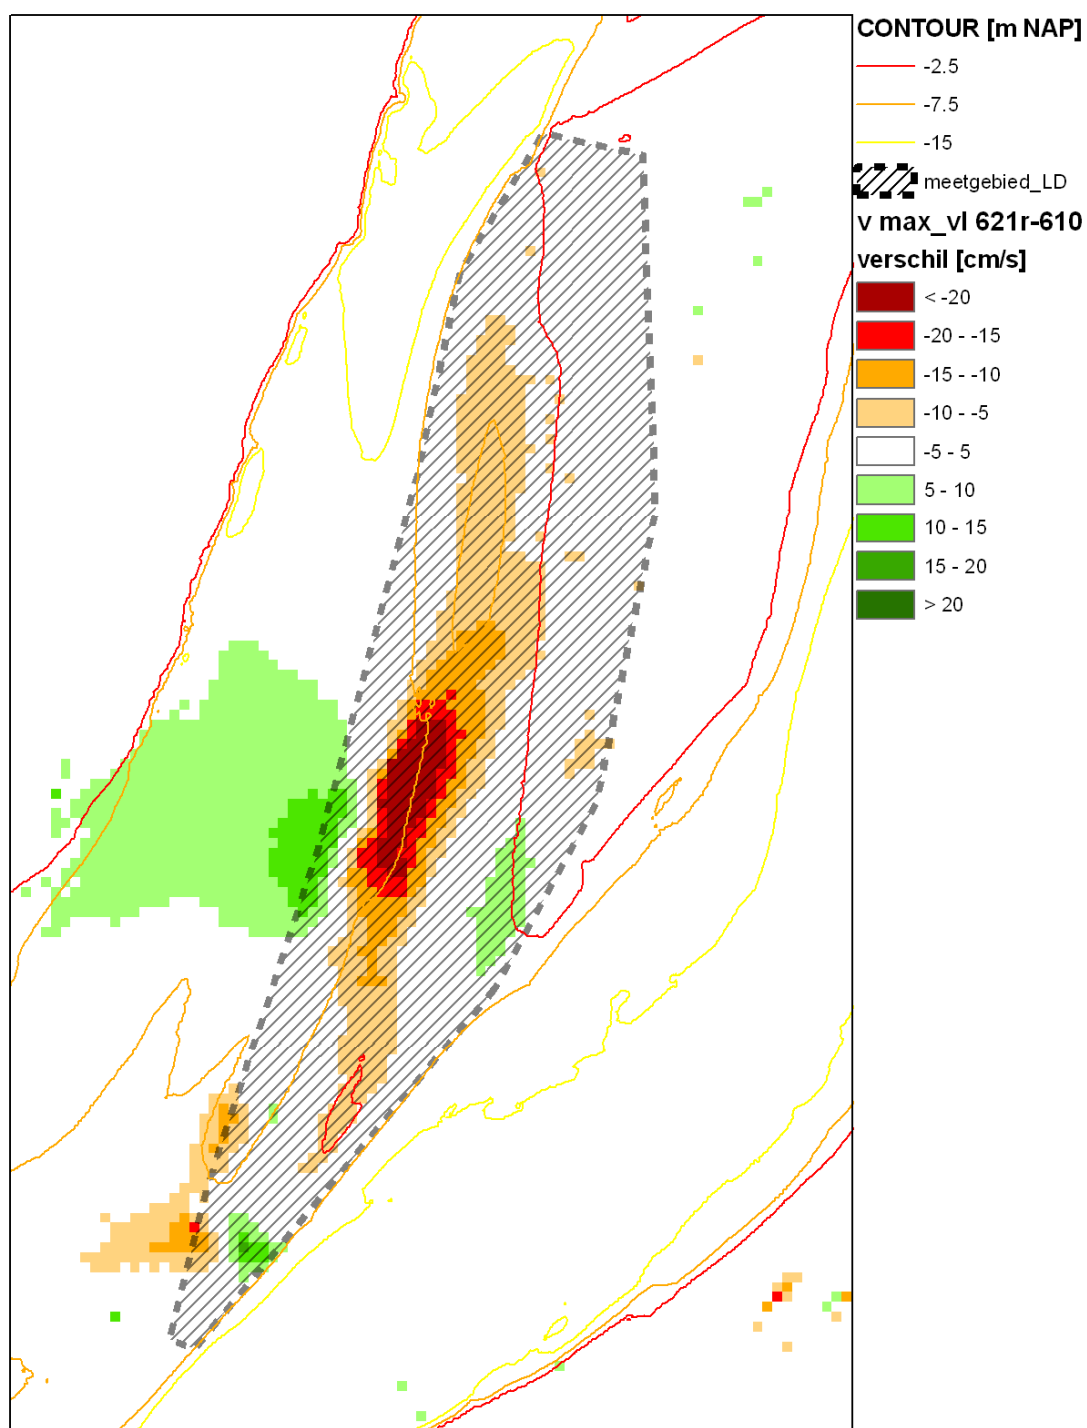 CONTOUR [m NAP]
-2.5
-7.5
-15
meetgebied_LD
v max_vl 621r-610
verschil [cm/s]
< -20
-20 - -15
-15 - -10
-10 - -5
-5 - 5
5 - 10
10 - 15
15 - 20
> 20